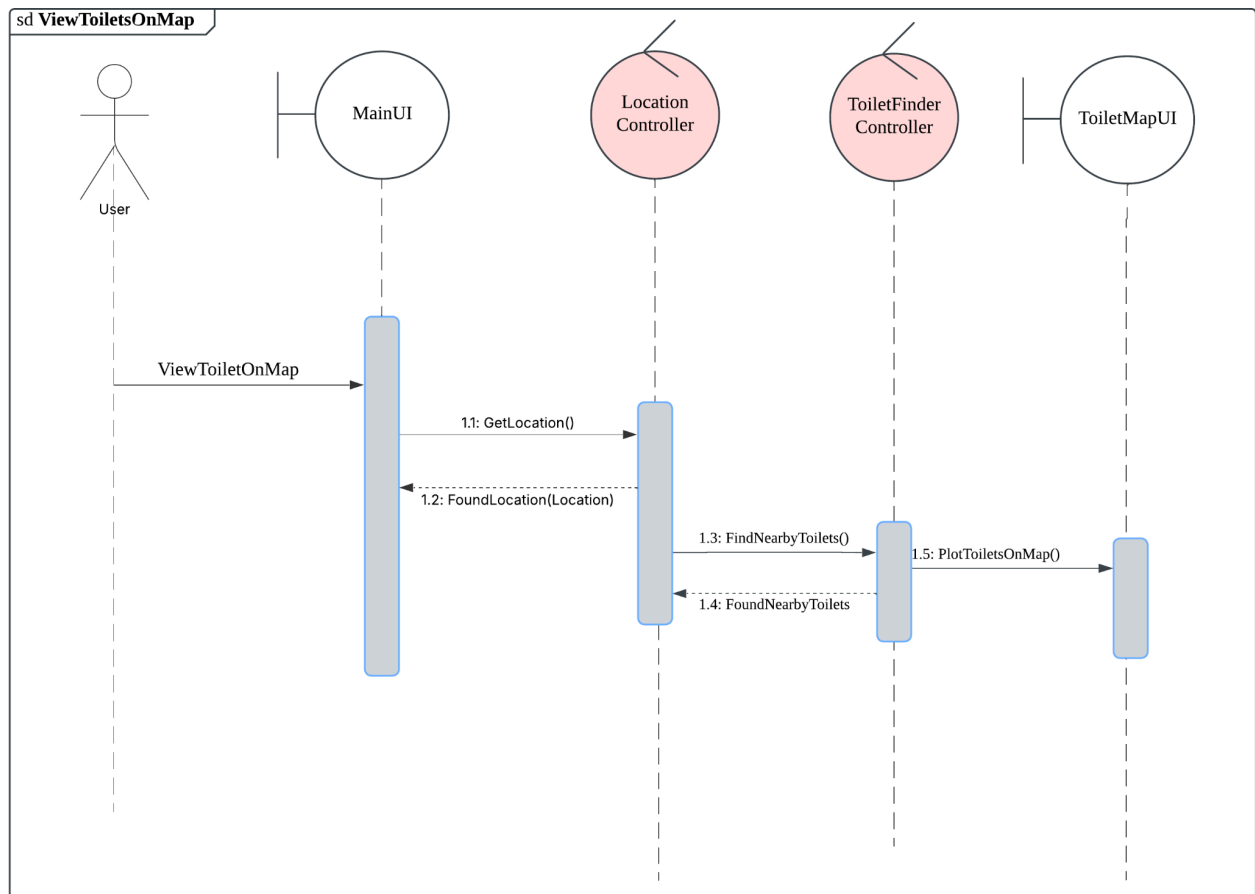 sd ViewToiletsOnMap
MainUI
Location
Controller
ToiletFinder
Controller
ToiletMapUI
User
ViewToiletOnMap
1.1: GetLocation()
1.2: FoundLocation(Location)
1.3: FindNearbyToilets()
1.5: PlotToiletsOnMap()
1.4: FoundNearbyToilets